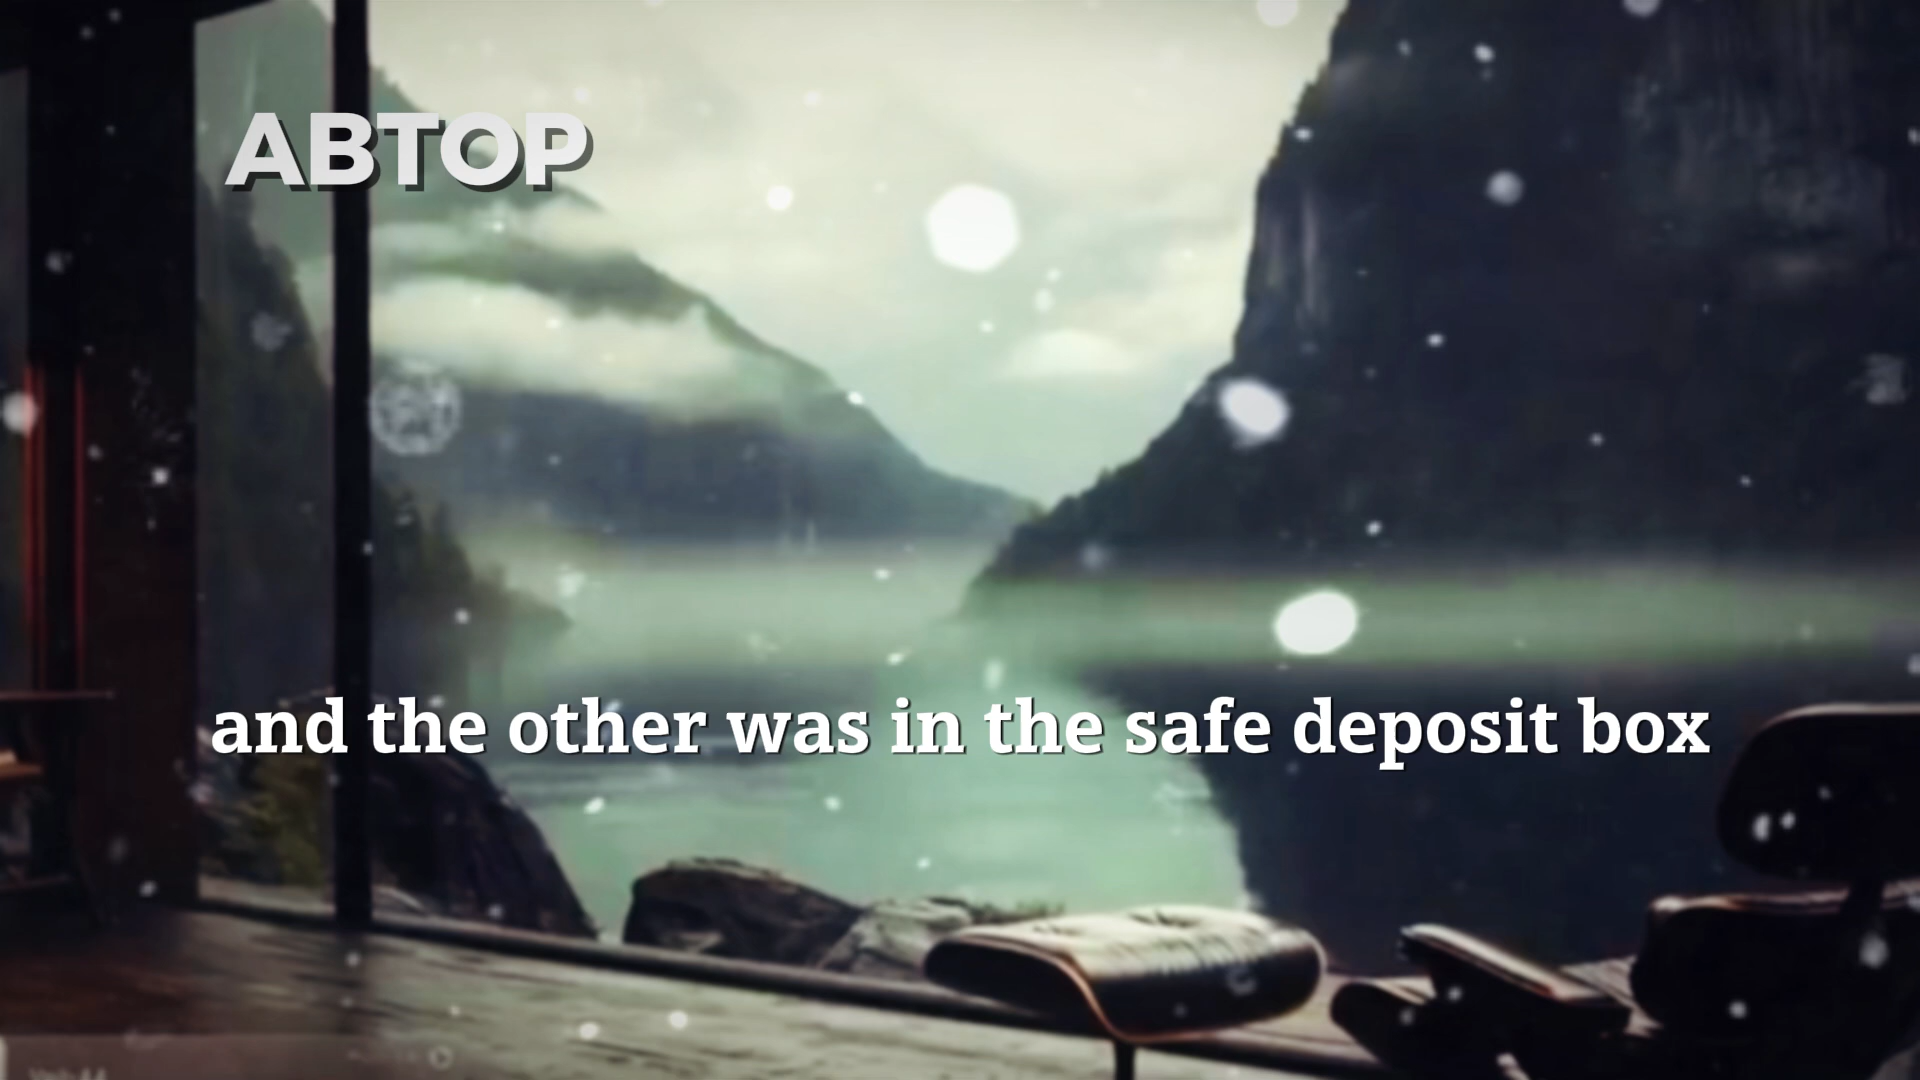 АВТОР
and the other was in the safe deposit box